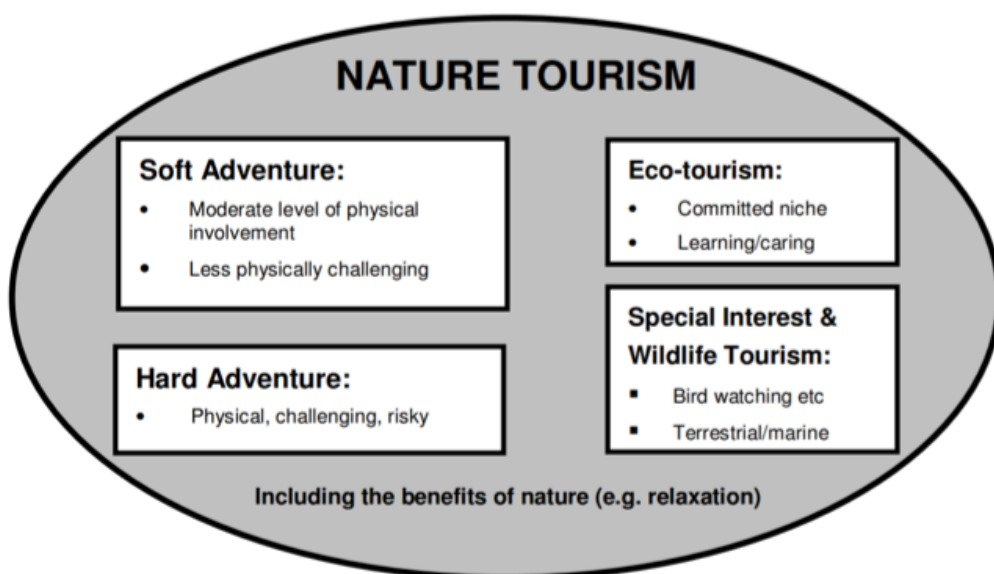 NATURE TOURISM
Soft Adventure:
• Moderate level of physical
involvement
• Less physically challenging
Hard Adventure:
• Physical, challenging, risky
Eco-tourism:
• Committed niche
• Learning/caring
Special Interest &
Wildlife Tourism:
▪ Bird watching etc
▪ Terrestrial/marine
Including the benefits of nature (e.g. relaxation)